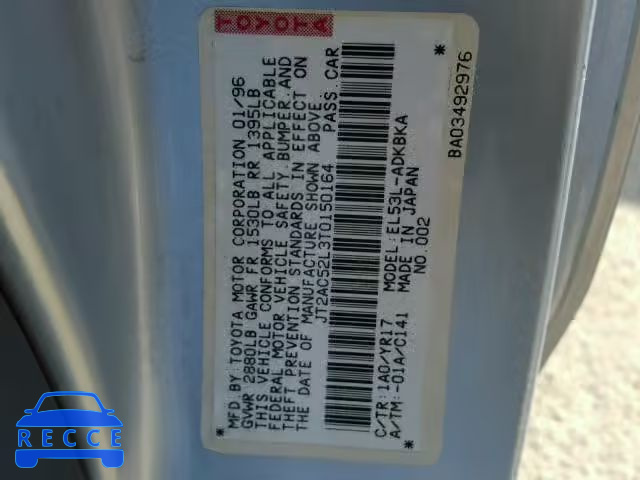 TOYOTA
MFD BY: TOYOTA MOTOR CORPORATION 01/96
GVWR 2880LB GAWR FR 1530LB RR 1395LB
THIS VEHICLE CONFORMS TO ALL APPLICABLE
FEDERAL MOTOR VEHICLE SAFETY, BUMPER, AND
THEFT PREVENTION STANDARDS IN EFFECT ON
THE DATE OF MANUFACTURE SHOWN ABOVE.
JT2AC52L3T0150164 PASS. CAR
* *
C/TR: 1A0/YR17 MODEL: EL53L-ADKBKA
A/TM: -01A/C141 MADE IN JAPAN
NO.002
* *
BA03492976
RECCE